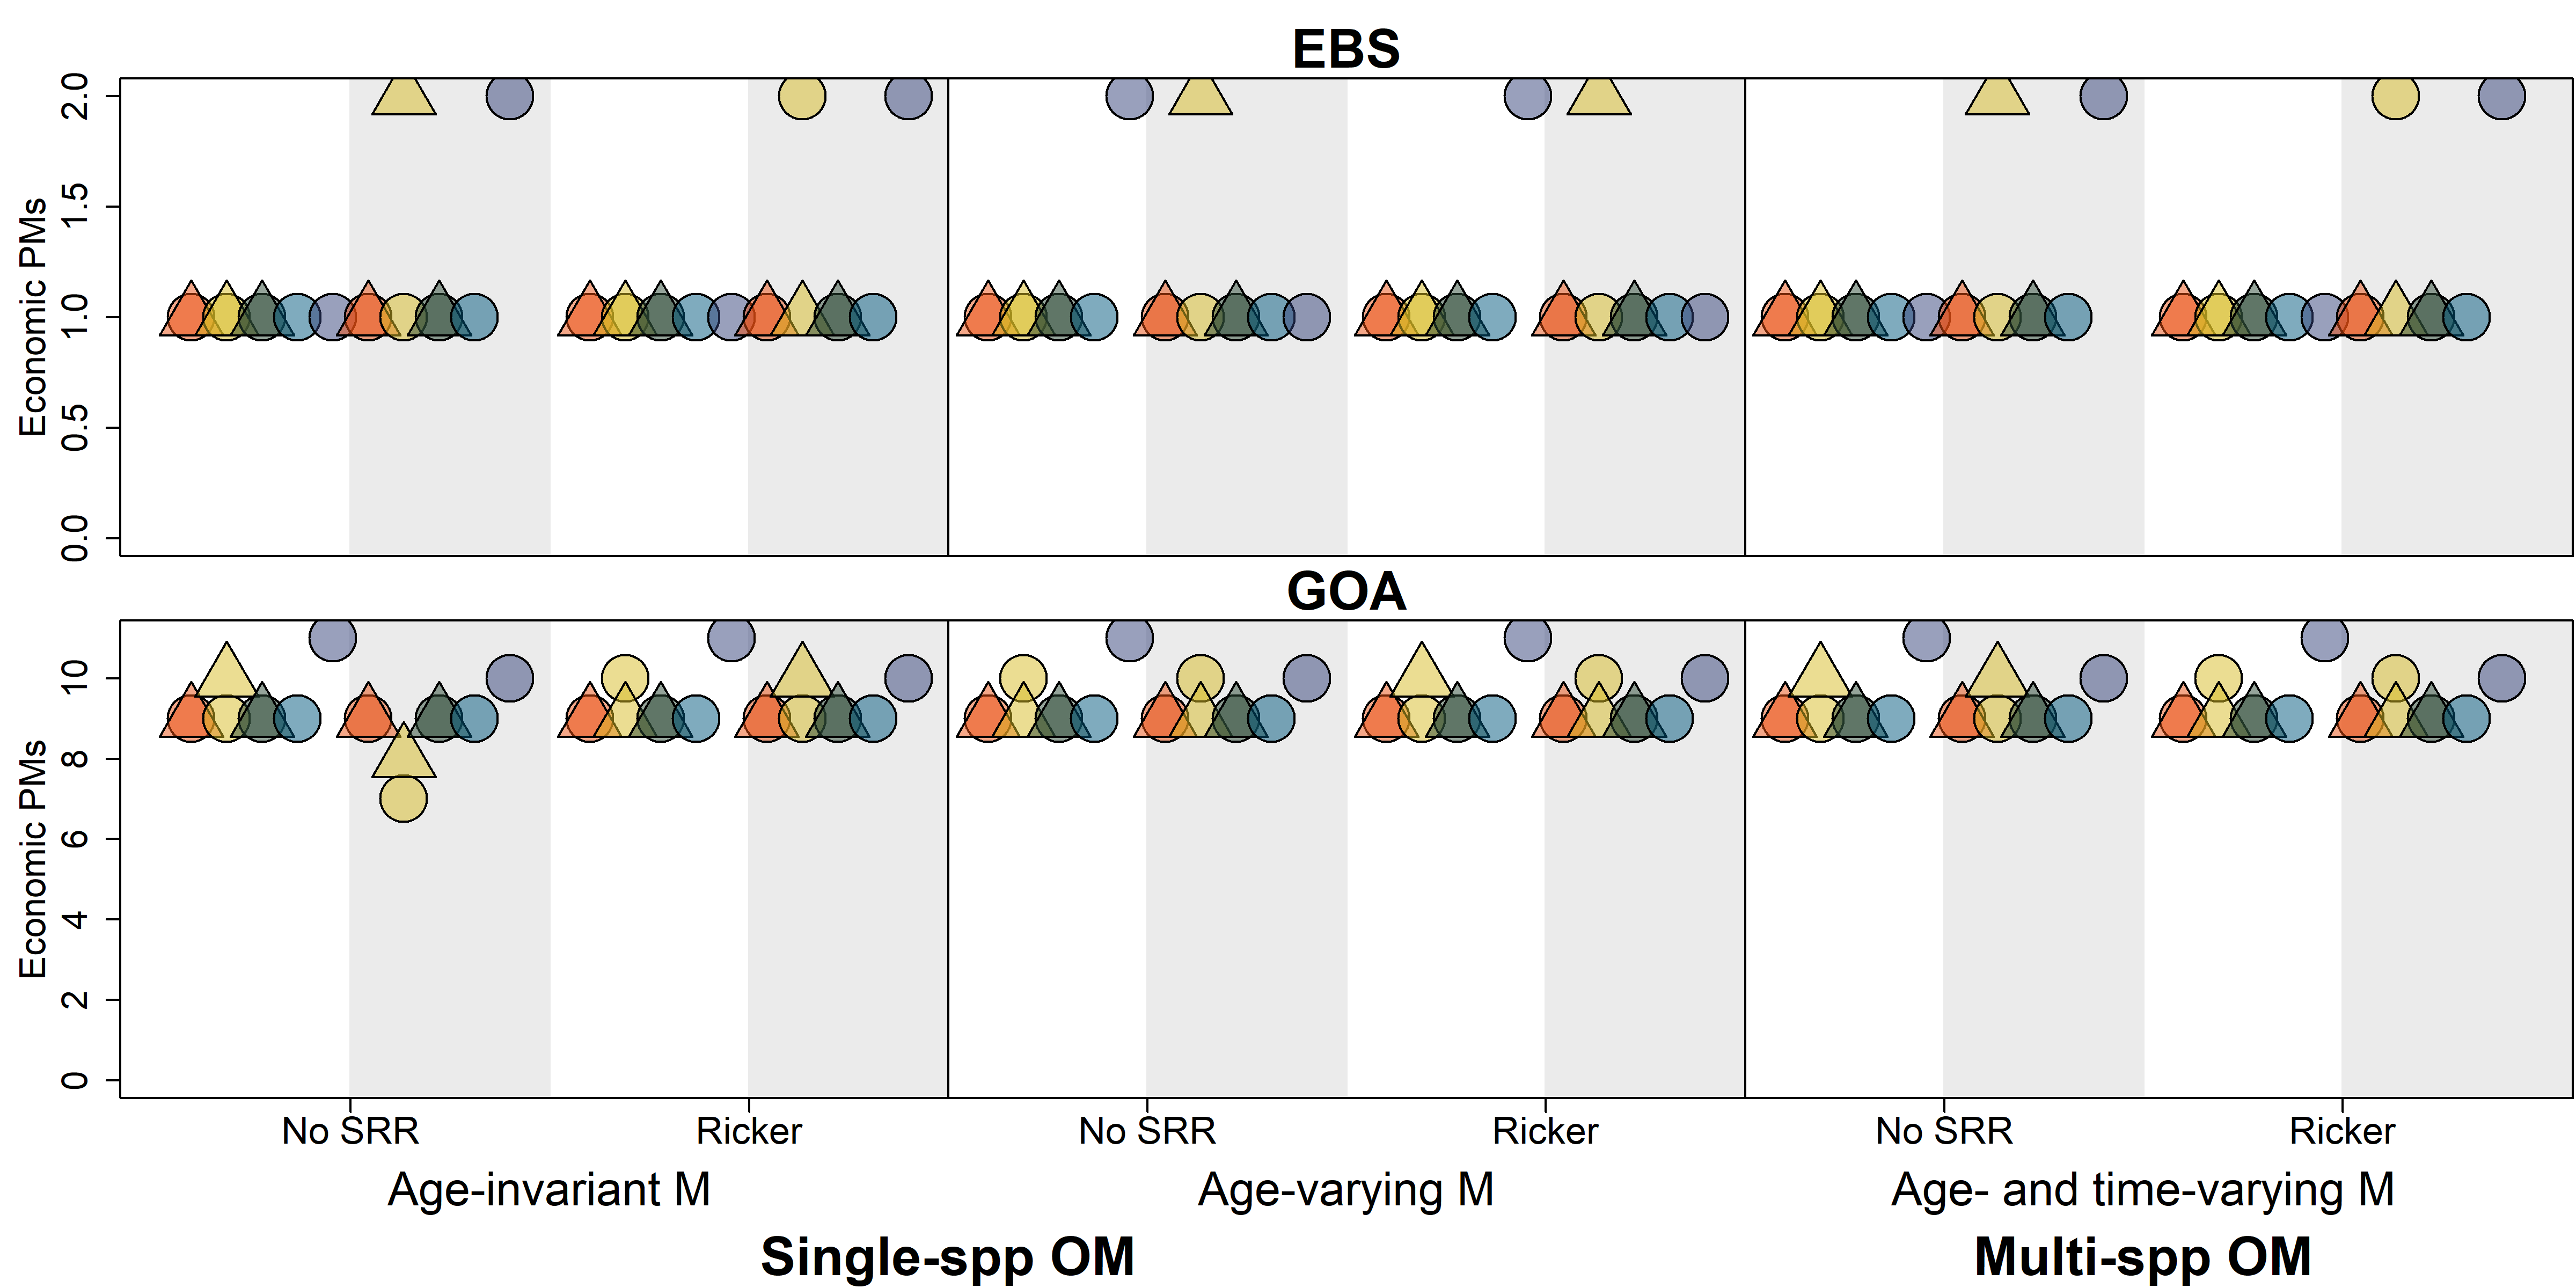 EBS
Economic PMs
2.0
1.5
1.0
0.5
0.0
GOA
Economic PMs
10
8
6
4
2
0
No SRR Ricker No SRR Ricker No SRR Ricker
Age-invariant M Age-varying M Age- and time-varying M
Single-spp OM Multi-spp OM